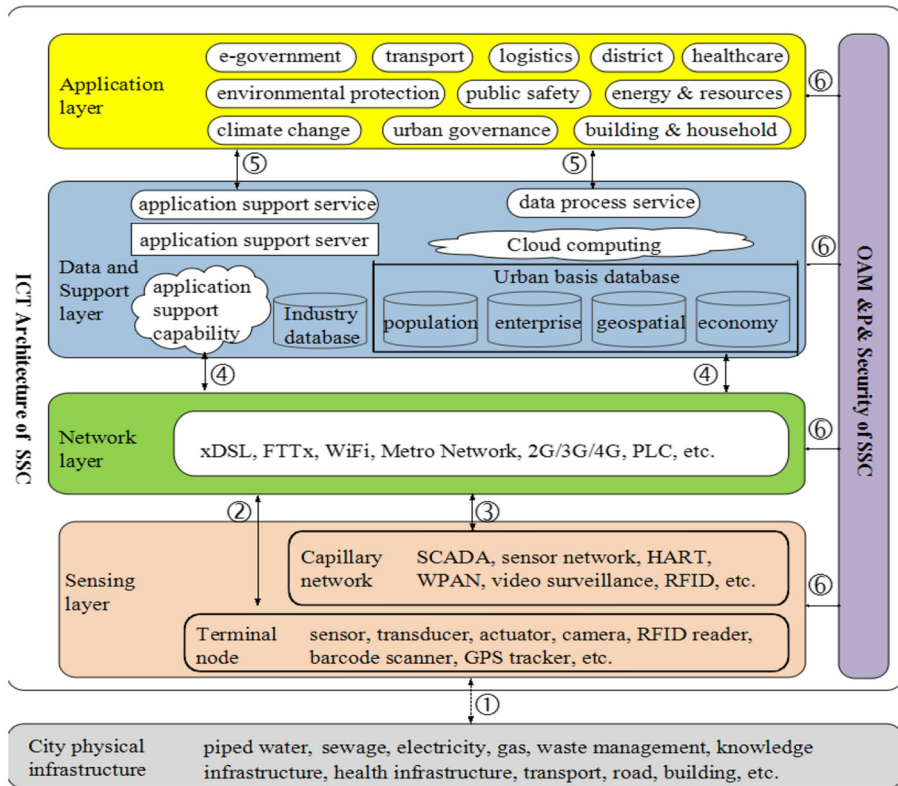 ICT Architecture of SSC
Application
layer
e-government
transport
logistics
district
healthcare
environmental protection
public safety
energy & resources
climate change
urban governance
building & household
⑥
⑤
⑤
Data and
Support layer
application support service
data process service
application support server
Cloud computing
application
support
capability
Industry
database
Urban basis database
population
enterprise
geospatial
economy
⑥
④
④
Network
layer
xDSL, FTTx, WiFi, Metro Network, 2G/3G/4G, PLC, etc.
⑥
②
③
Sensing
layer
Capillary
network
SCADA, sensor network, HART,
WPAN, video surveillance, RFID, etc.
⑥
Terminal
node
sensor, transducer, actuator, camera, RFID reader,
barcode scanner, GPS tracker, etc.
OAM &P& Security of SSC
①
City physical
infrastructure
piped water, sewage, electricity, gas, waste management, knowledge
infrastructure, health infrastructure, transport, road, building, etc.